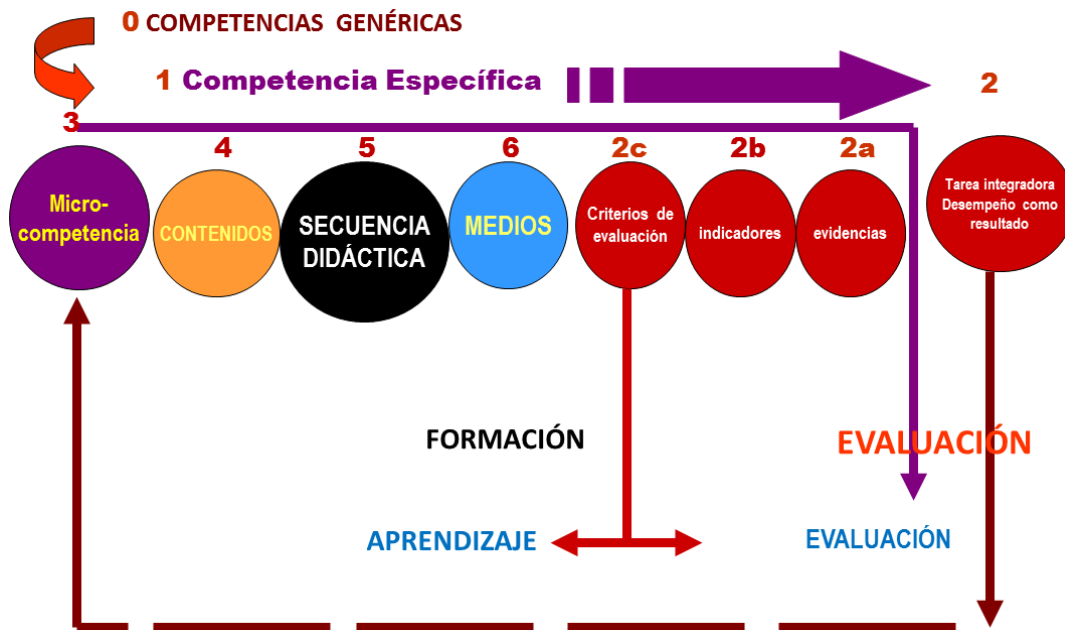 0 COMPETENCIAS GENÉRICAS
1 Competencia Específica
2
3
4
5
6
2c
2b
2a
Micro-
competencia
CONTENIDOS
SECUENCIA
DIDÁCTICA
MEDIOS
Criterios de
evaluación
indicadores
evidencias
Tarea integradora
Desempeño como
resultado
FORMACIÓN
EVALUACIÓN
APRENDIZAJE
EVALUACIÓN